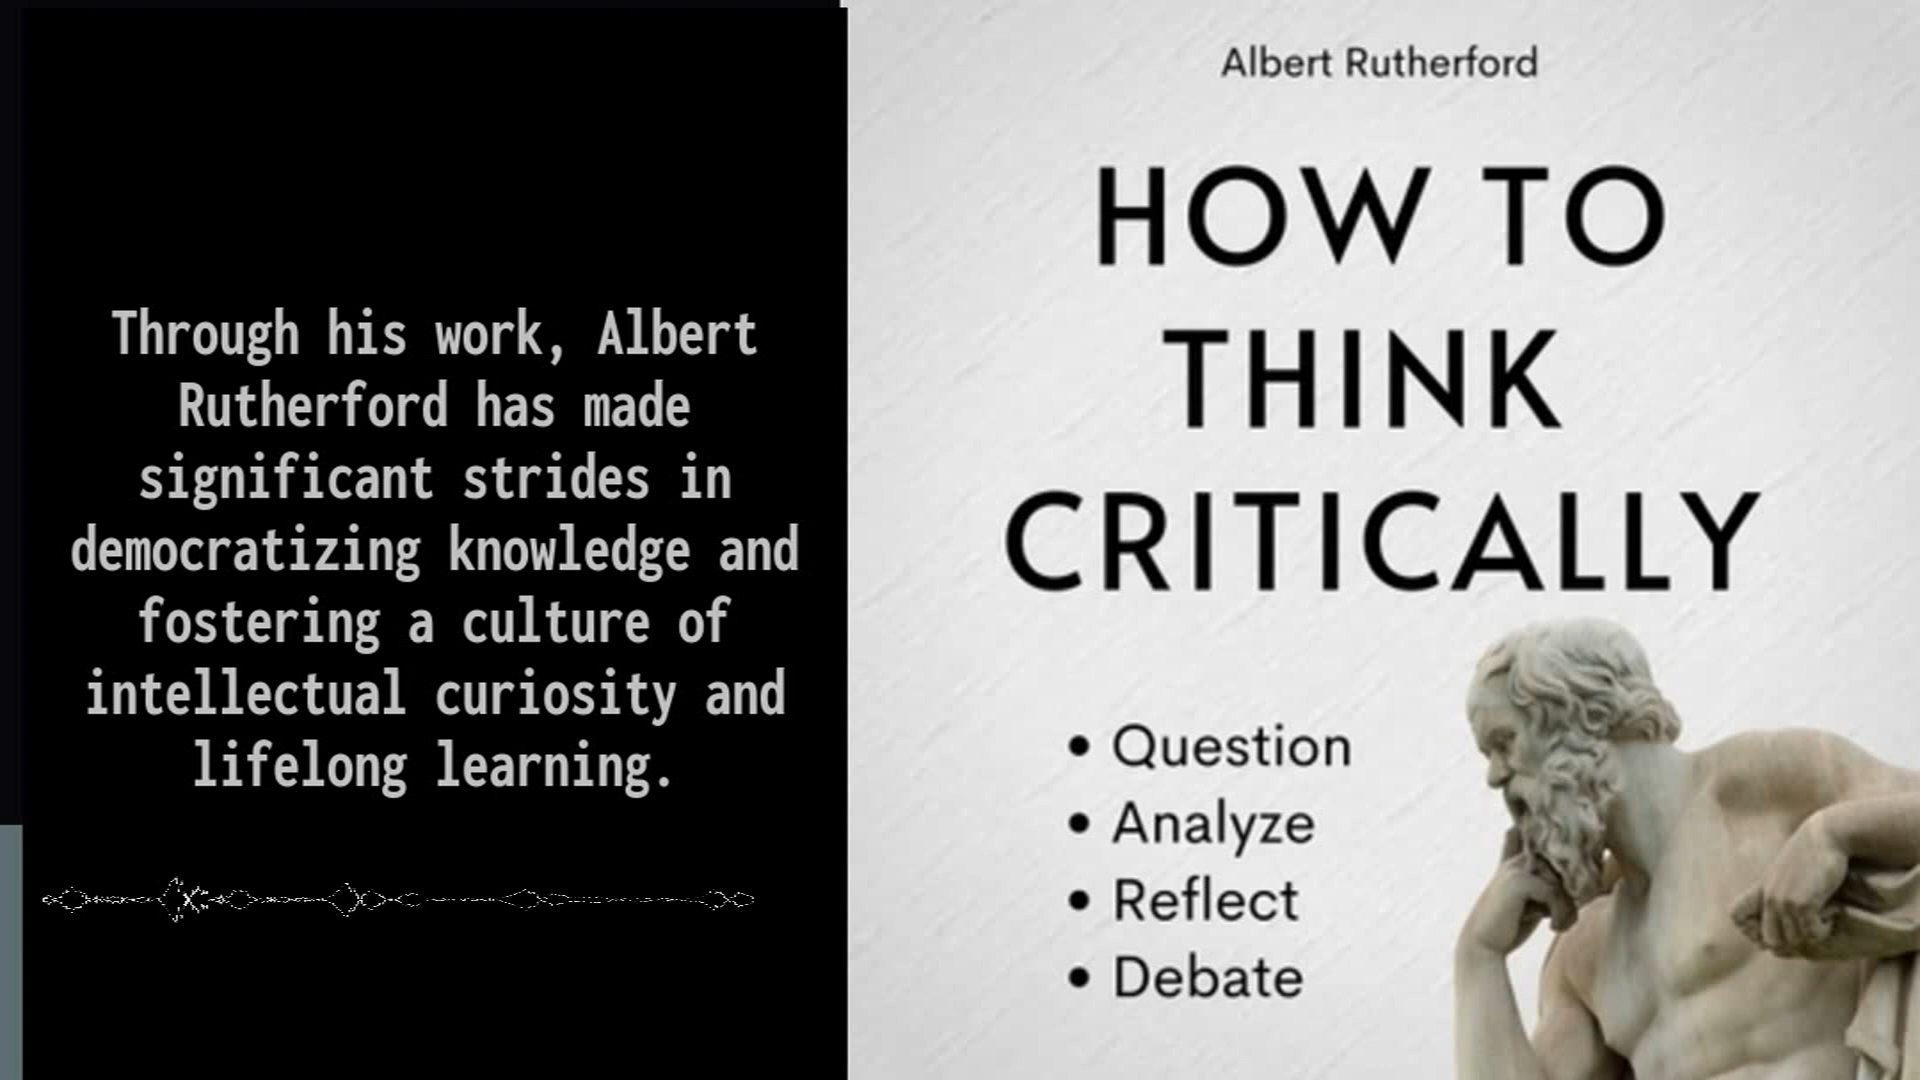 Through his work, Albert
Rutherford has made
significant strides in
democratizing knowledge and
fostering a culture of
intellectual curiosity and
lifelong learning.
Albert Rutherford
HOW TO
THINK
CRITICALLY
• Question
• Analyze
• Reflect
• Debate